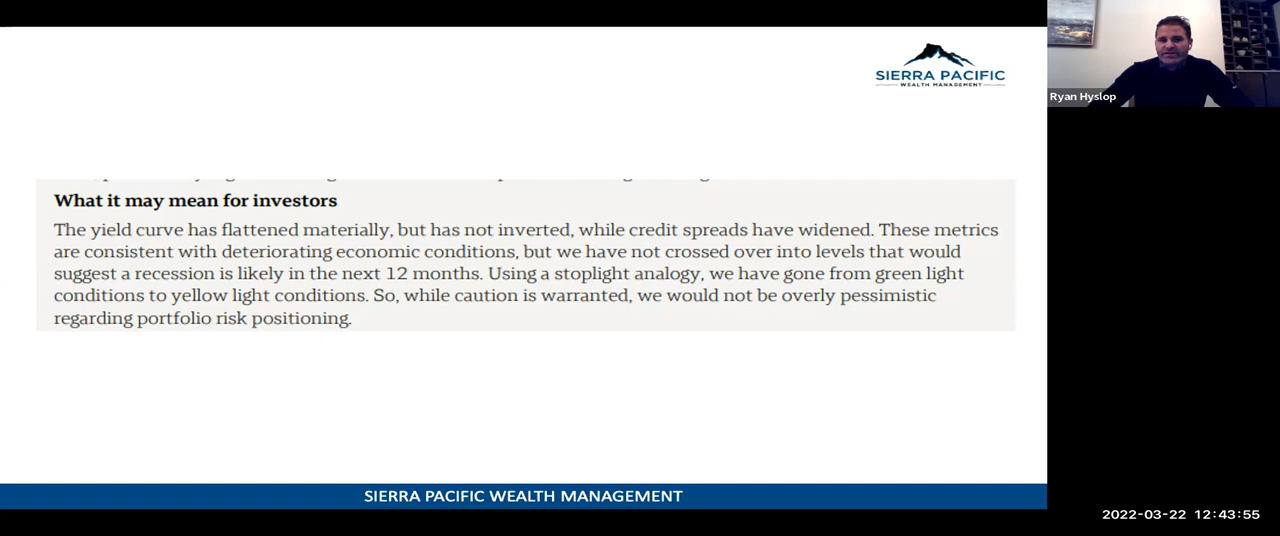 SIERRA PACIFIC
WEALTH MANAGEMENT
Ryan Hyslop
What it may mean for investors
The yield curve has flattened materially, but has not inverted, while credit spreads have widened. These metrics
are consistent with deteriorating economic conditions, but we have not crossed over into levels that would
suggest a recession is likely in the next 12 months. Using a stoplight analogy, we have gone from green light
conditions to yellow light conditions. So, while caution is warranted, we would not be overly pessimistic
regarding portfolio risk positioning.
SIERRA PACIFIC WEALTH MANAGEMENT
2022-03-22 12:43:55